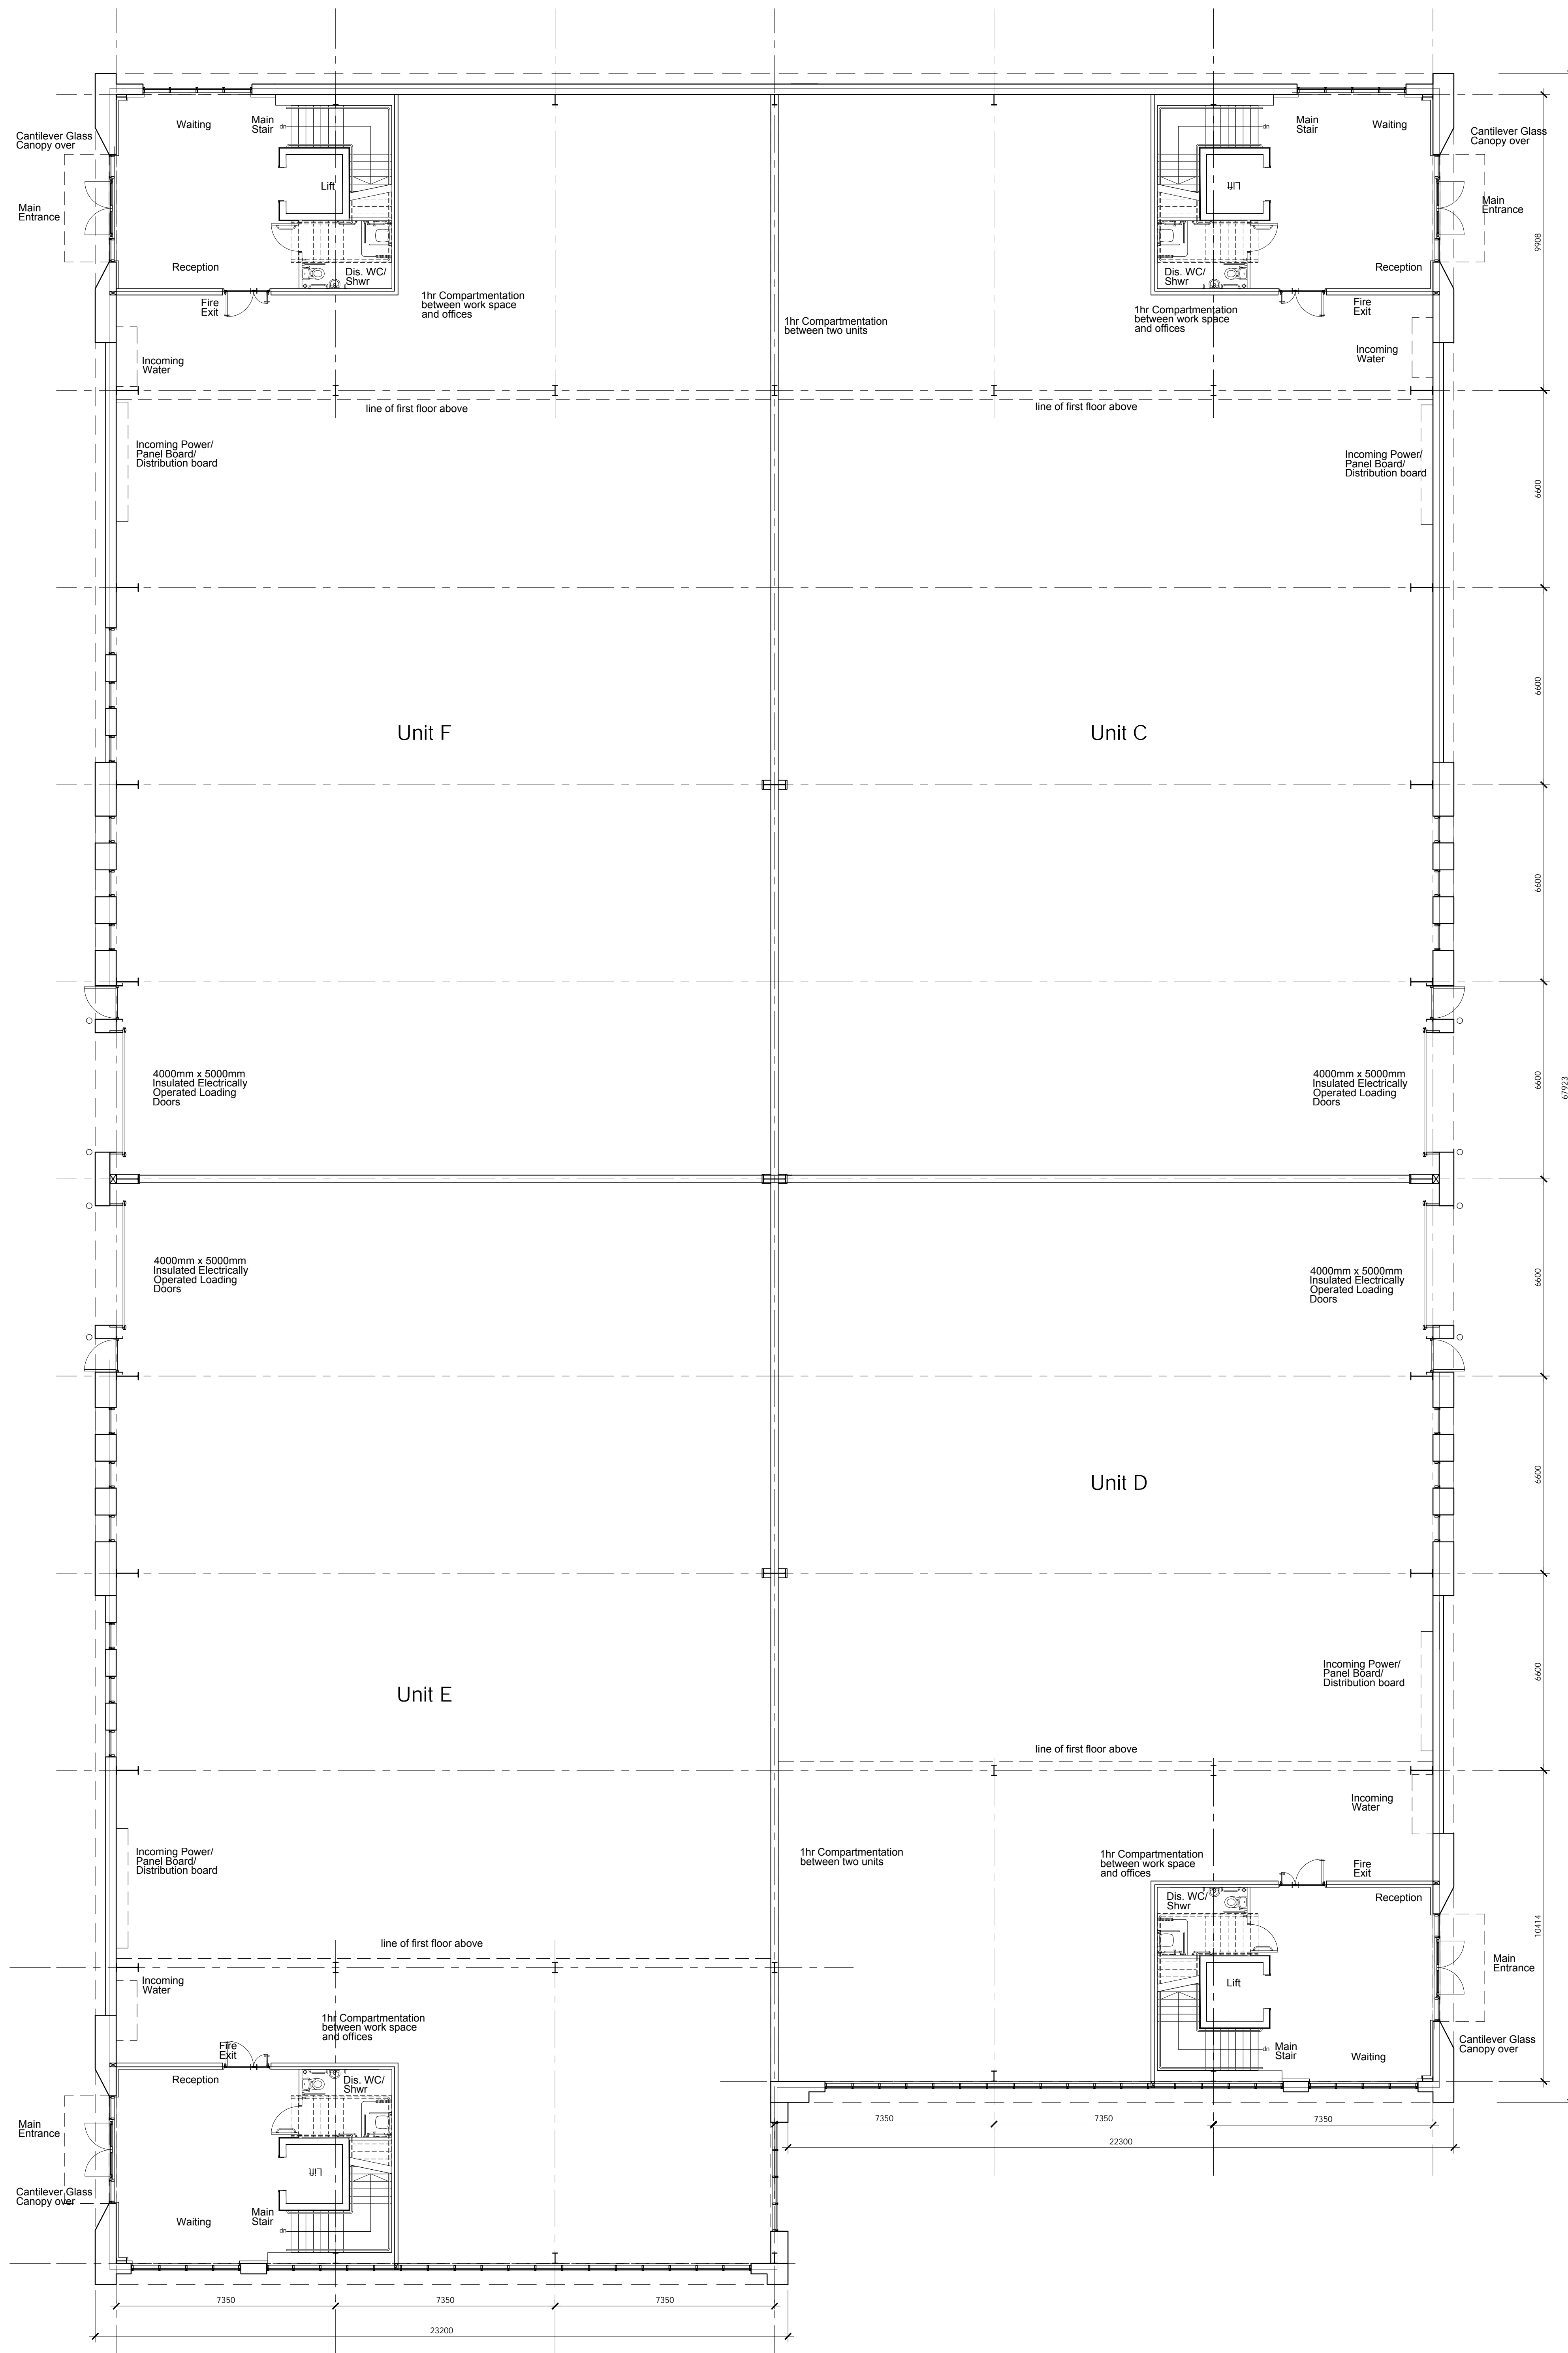 Waiting
Main
Stair
dn
Cantilever Glass
Canopy over
Lift
Main
Entrance
Reception
Dis. WC/
Shwr
Fire
Exit
1hr Compartmentation
between work space
and offices
Incoming
Water
line of first floor above
Incoming Power/
Panel Board/
Distribution board
Unit F
4000mm x 5000mm
Insulated Electrically
Operated Loading
Doors
1hr Compartmentation
between two units
dn
Main
Stair
Waiting
Cantilever Glass
Canopy over
Lift
Main
Entrance
Reception
Dis. WC/
Shwr
Fire
Exit
1hr Compartmentation
between work space
and offices
Incoming
Water
line of first floor above
Incoming Power/
Panel Board/
Distribution board
Unit C
4000mm x 5000mm
Insulated Electrically
Operated Loading
Doors
9908
6600
6600
6600
6600
67923
6600
6600
6600
10414
4000mm x 5000mm
Insulated Electrically
Operated Loading
Doors
Unit E
Incoming Power/
Panel Board/
Distribution board
line of first floor above
Incoming
Water
1hr Compartmentation
between work space
and offices
Fire
Exit
Reception
Dis. WC/
Shwr
Main
Entrance
Lift
Cantilever Glass
Canopy over
Waiting
Main
Stair
dn
7350
7350
7350
23200
4000mm x 5000mm
Insulated Electrically
Operated Loading
Doors
Unit D
Incoming Power/
Panel Board/
Distribution board
line of first floor above
Incoming
Water
1hr Compartmentation
between two units
1hr Compartmentation
between work space
and offices
Fire
Exit
Reception
Dis. WC/
Shwr
Main
Entrance
Lift
Cantilever Glass
Canopy over
dn
Main
Stair
Waiting
7350
7350
7350
22300